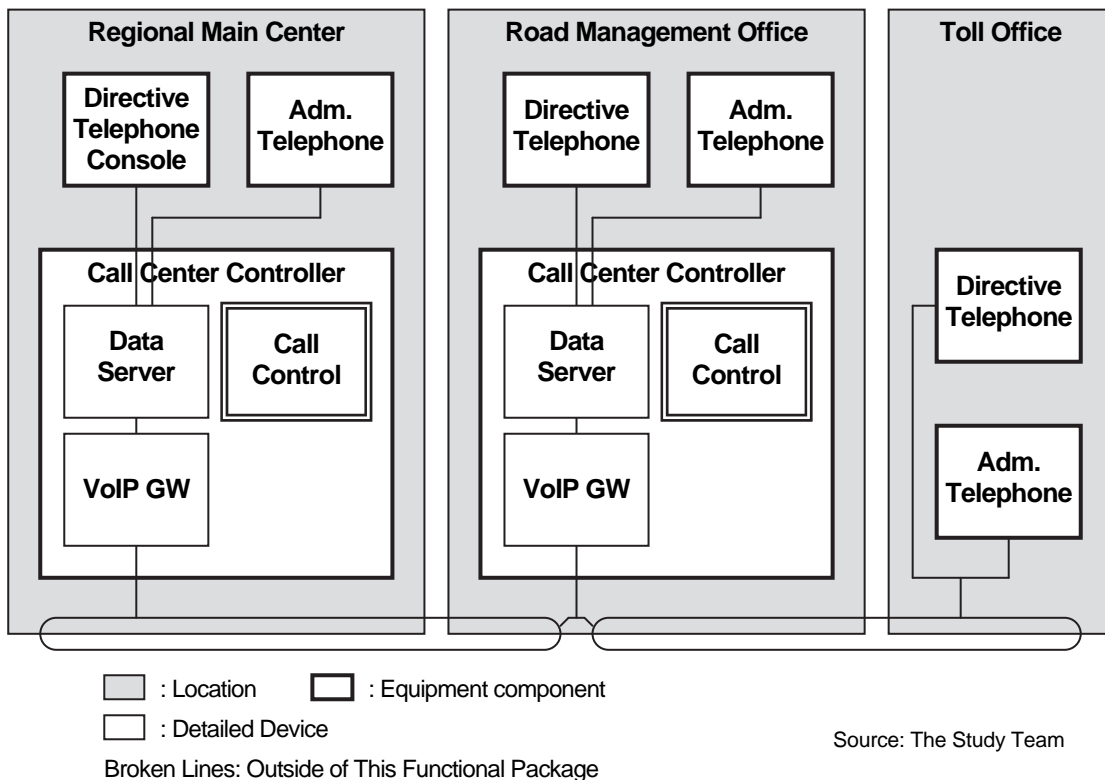 Regional Main Center
Directive
Telephone
Console
Adm.
Telephone
Call Center Controller
Data
Server
Call
Control
VoIP GW
Road Management Office
Directive
Telephone
Adm.
Telephone
Call Center Controller
Data
Server
Call
Control
VoIP GW
Toll Office
Directive
Telephone
Adm.
Telephone
: Location
: Equipment component
: Detailed Device
Broken Lines: Outside of This Functional Package
Source: The Study Team